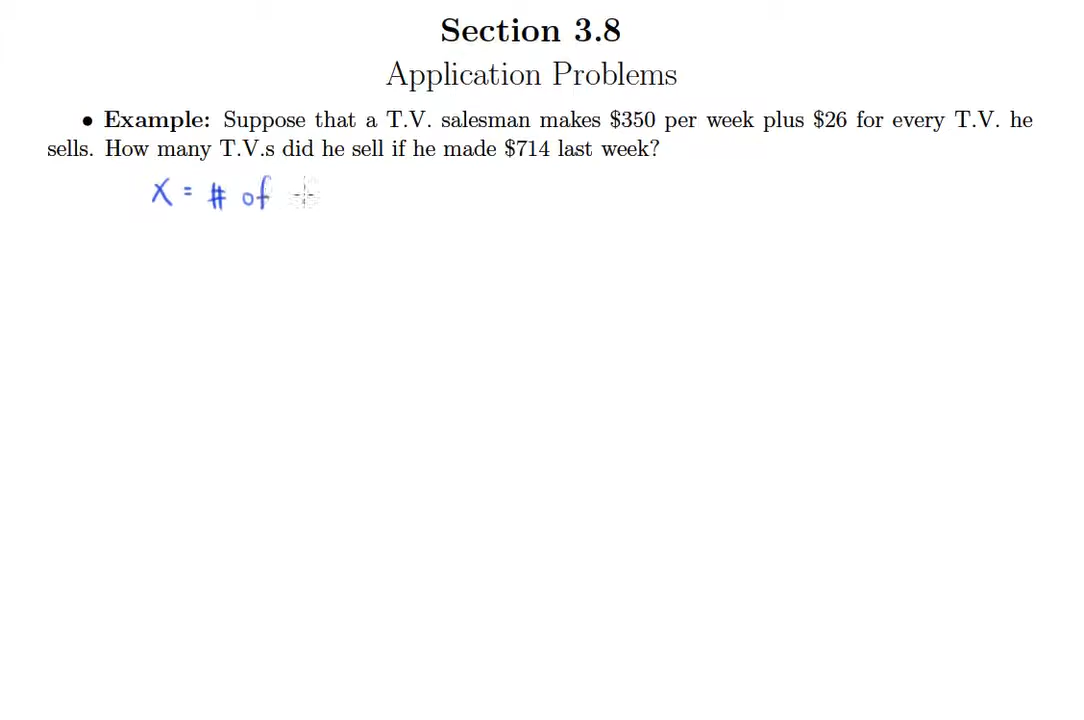 Section 3.8
Application Problems
• Example: Suppose that a T.V. salesman makes $350 per week plus $26 for every T.V. he
sells. How many T.V.s did he sell if he made $714 last week?
X = # of